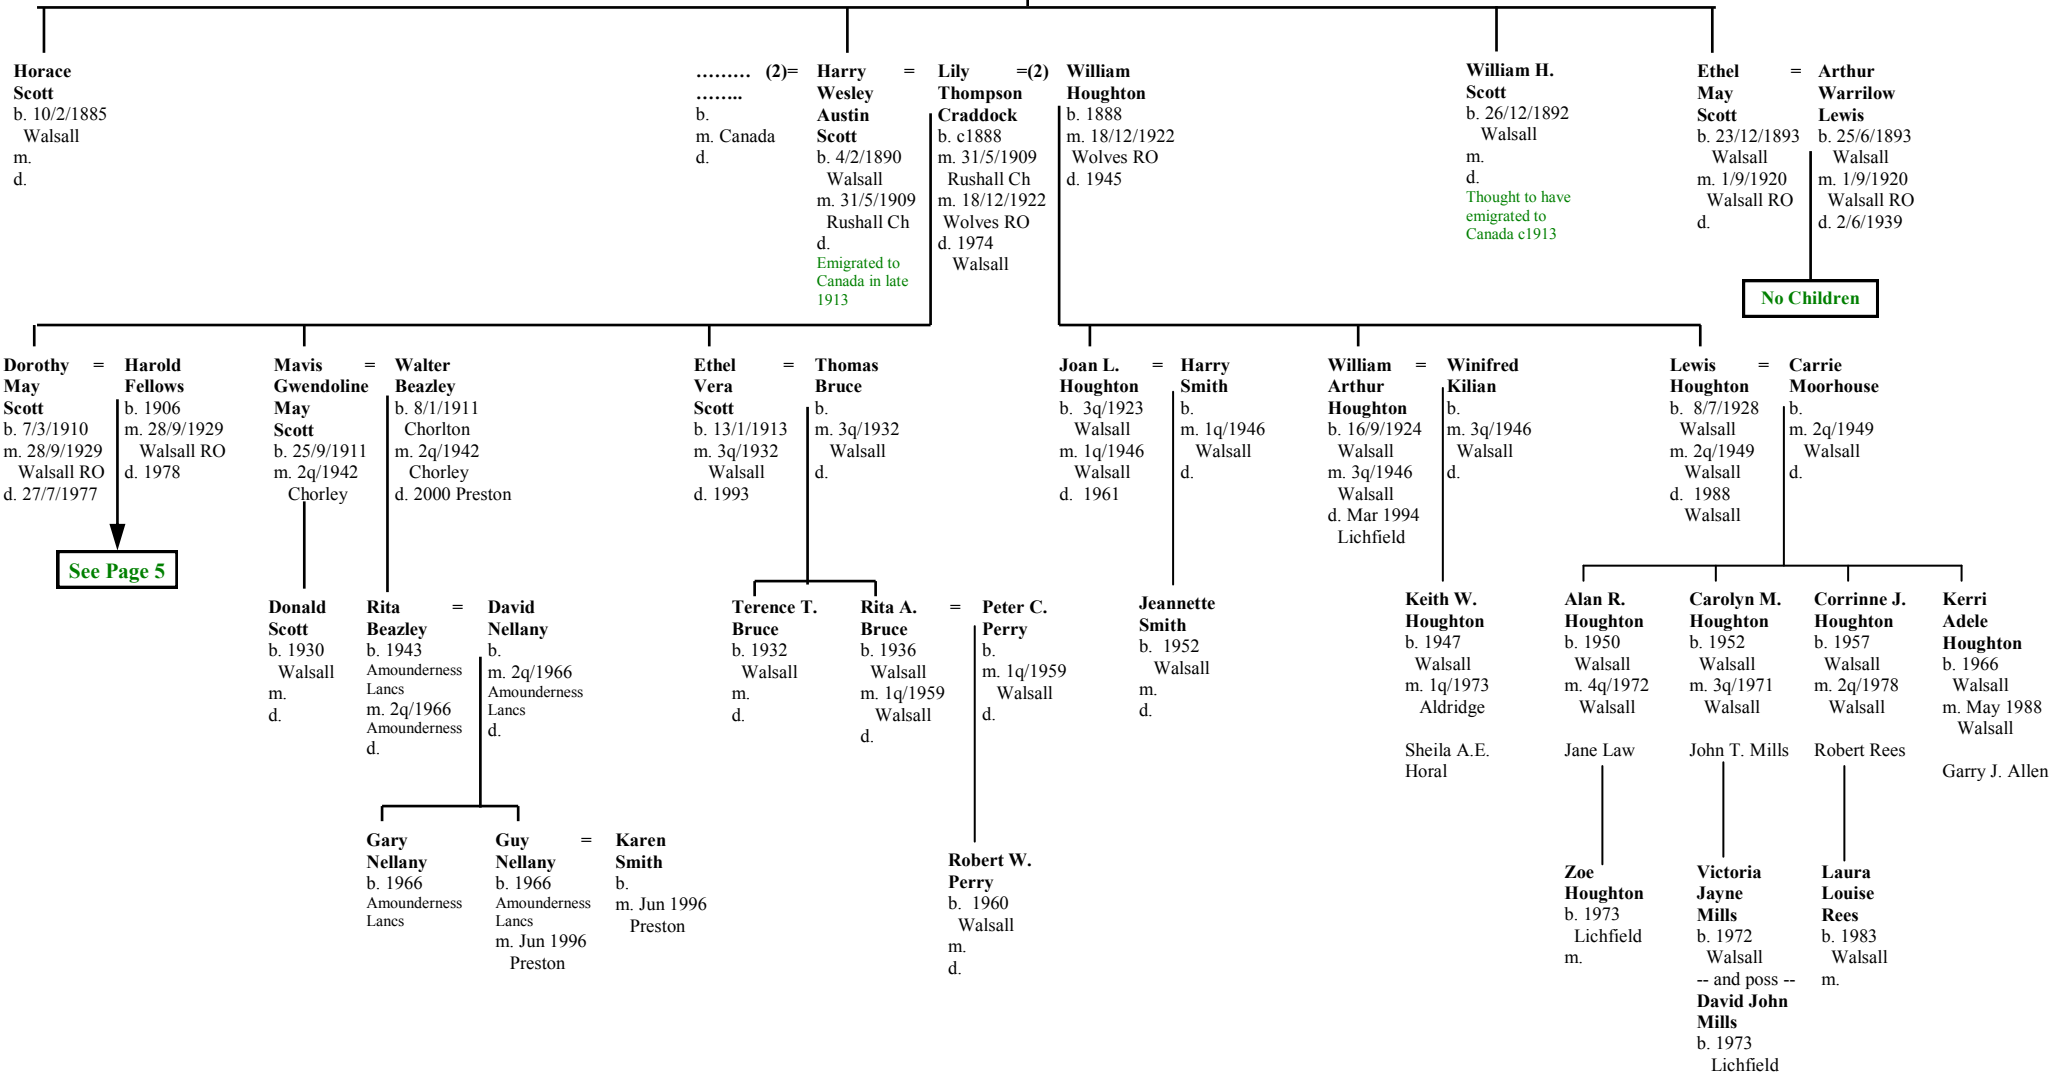 Horace
Scott
b. 10/2/1885
Walsall
m.
d.
……… (2)=
……..
b.
m. Canada
d.
Harry =
Wesley
Austin
Scott
b. 4/2/1890
Walsall
m. 31/5/1909
Rushall Ch
d.
Emigrated to
Canada in late
1913
Lily =(2)
Thompson
Craddock
b. c1888
m. 31/5/1909
Rushall Ch
m. 18/12/1922
Wolves RO
d. 1974
Walsall
William
Houghton
b. 1888
m. 18/12/1922
Wolves RO
d. 1945
William H.
Scott
b. 26/12/1892
Walsall
m.
d.
Thought to have
emigrated to
Canada c1913
Ethel =
May
Scott
b. 23/12/1893
Walsall
m. 1/9/1920
Walsall RO
d.
Arthur
Warrilow
Lewis
b. 25/6/1893
Walsall
m. 1/9/1920
Walsall RO
d. 2/6/1939
No Children
Dorothy =
May
Scott
b. 7/3/1910
m. 28/9/1929
Walsall RO
d. 27/7/1977
Harold
Fellows
b. 1906
m. 28/9/1929
Walsall RO
d. 1978
See Page 5
Mavis =
Gwendoline
May
Scott
b. 25/9/1911
m. 2q/1942
Chorley
Walter
Beazley
b. 8/1/1911
Chorlton
m. 2q/1942
Chorley
d. 2000 Preston
Ethel =
Vera
Scott
b. 13/1/1913
m. 3q/1932
Walsall
d. 1993
Thomas
Bruce
b.
m. 3q/1932
Walsall
d.
Joan L. =
Houghton
b. 3q/1923
Walsall
m. 1q/1946
Walsall
d. 1961
Harry
Smith
b.
m. 1q/1946
Walsall
d.
William =
Arthur
Houghton
b. 16/9/1924
Walsall
m. 3q/1946
Walsall
d. Mar 1994
Lichfield
Winifred
Kilian
b.
m. 3q/1946
Walsall
d.
Lewis =
Houghton
b. 8/7/1928
Walsall
m. 2q/1949
Walsall
d. 1988
Walsall
Carrie
Moorhouse
b.
m. 2q/1949
Walsall
d.
Donald
Scott
b. 1930
Walsall
m.
d.
Rita =
Beazley
b. 1943
Amounderness
Lancs
m. 2q/1966
Amounderness
d.
David
Nellany
b.
m. 2q/1966
Amounderness
Lancs
d.
Terence T.
Bruce
b. 1932
Walsall
m.
d.
Rita A. =
Bruce
b. 1936
Walsall
m. 1q/1959
Walsall
d.
Peter C.
Perry
b.
m. 1q/1959
Walsall
d.
Jeannette
Smith
b. 1952
Walsall
m.
d.
Keith W.
Houghton
b. 1947
Walsall
m. 1q/1973
Aldridge
Sheila A.E.
Horal
Alan R.
Houghton
b. 1950
Walsall
m. 4q/1972
Walsall
Jane Law
Carolyn M.
Houghton
b. 1952
Walsall
m. 3q/1971
Walsall
John T. Mills
Corrinne J.
Houghton
b. 1957
Walsall
m. 2q/1978
Walsall
Robert Rees
Kerri
Adele
Houghton
b. 1966
Walsall
m. May 1988
Walsall
Garry J. Allen
Gary
Nellany
b. 1966
Amounderness
Lancs
Guy =
Nellany
b. 1966
Amounderness
Lancs
m. Jun 1996
Preston
Karen
Smith
b.
m. Jun 1996
Preston
Robert W.
Perry
b. 1960
Walsall
m.
d.
Zoe
Houghton
b. 1973
Lichfield
m.
Victoria
Jayne
Mills
b. 1972
Walsall
-- and poss --
David John
Mills
b. 1973
Lichfield
Laura
Louise
Rees
b. 1983
Walsall
m.